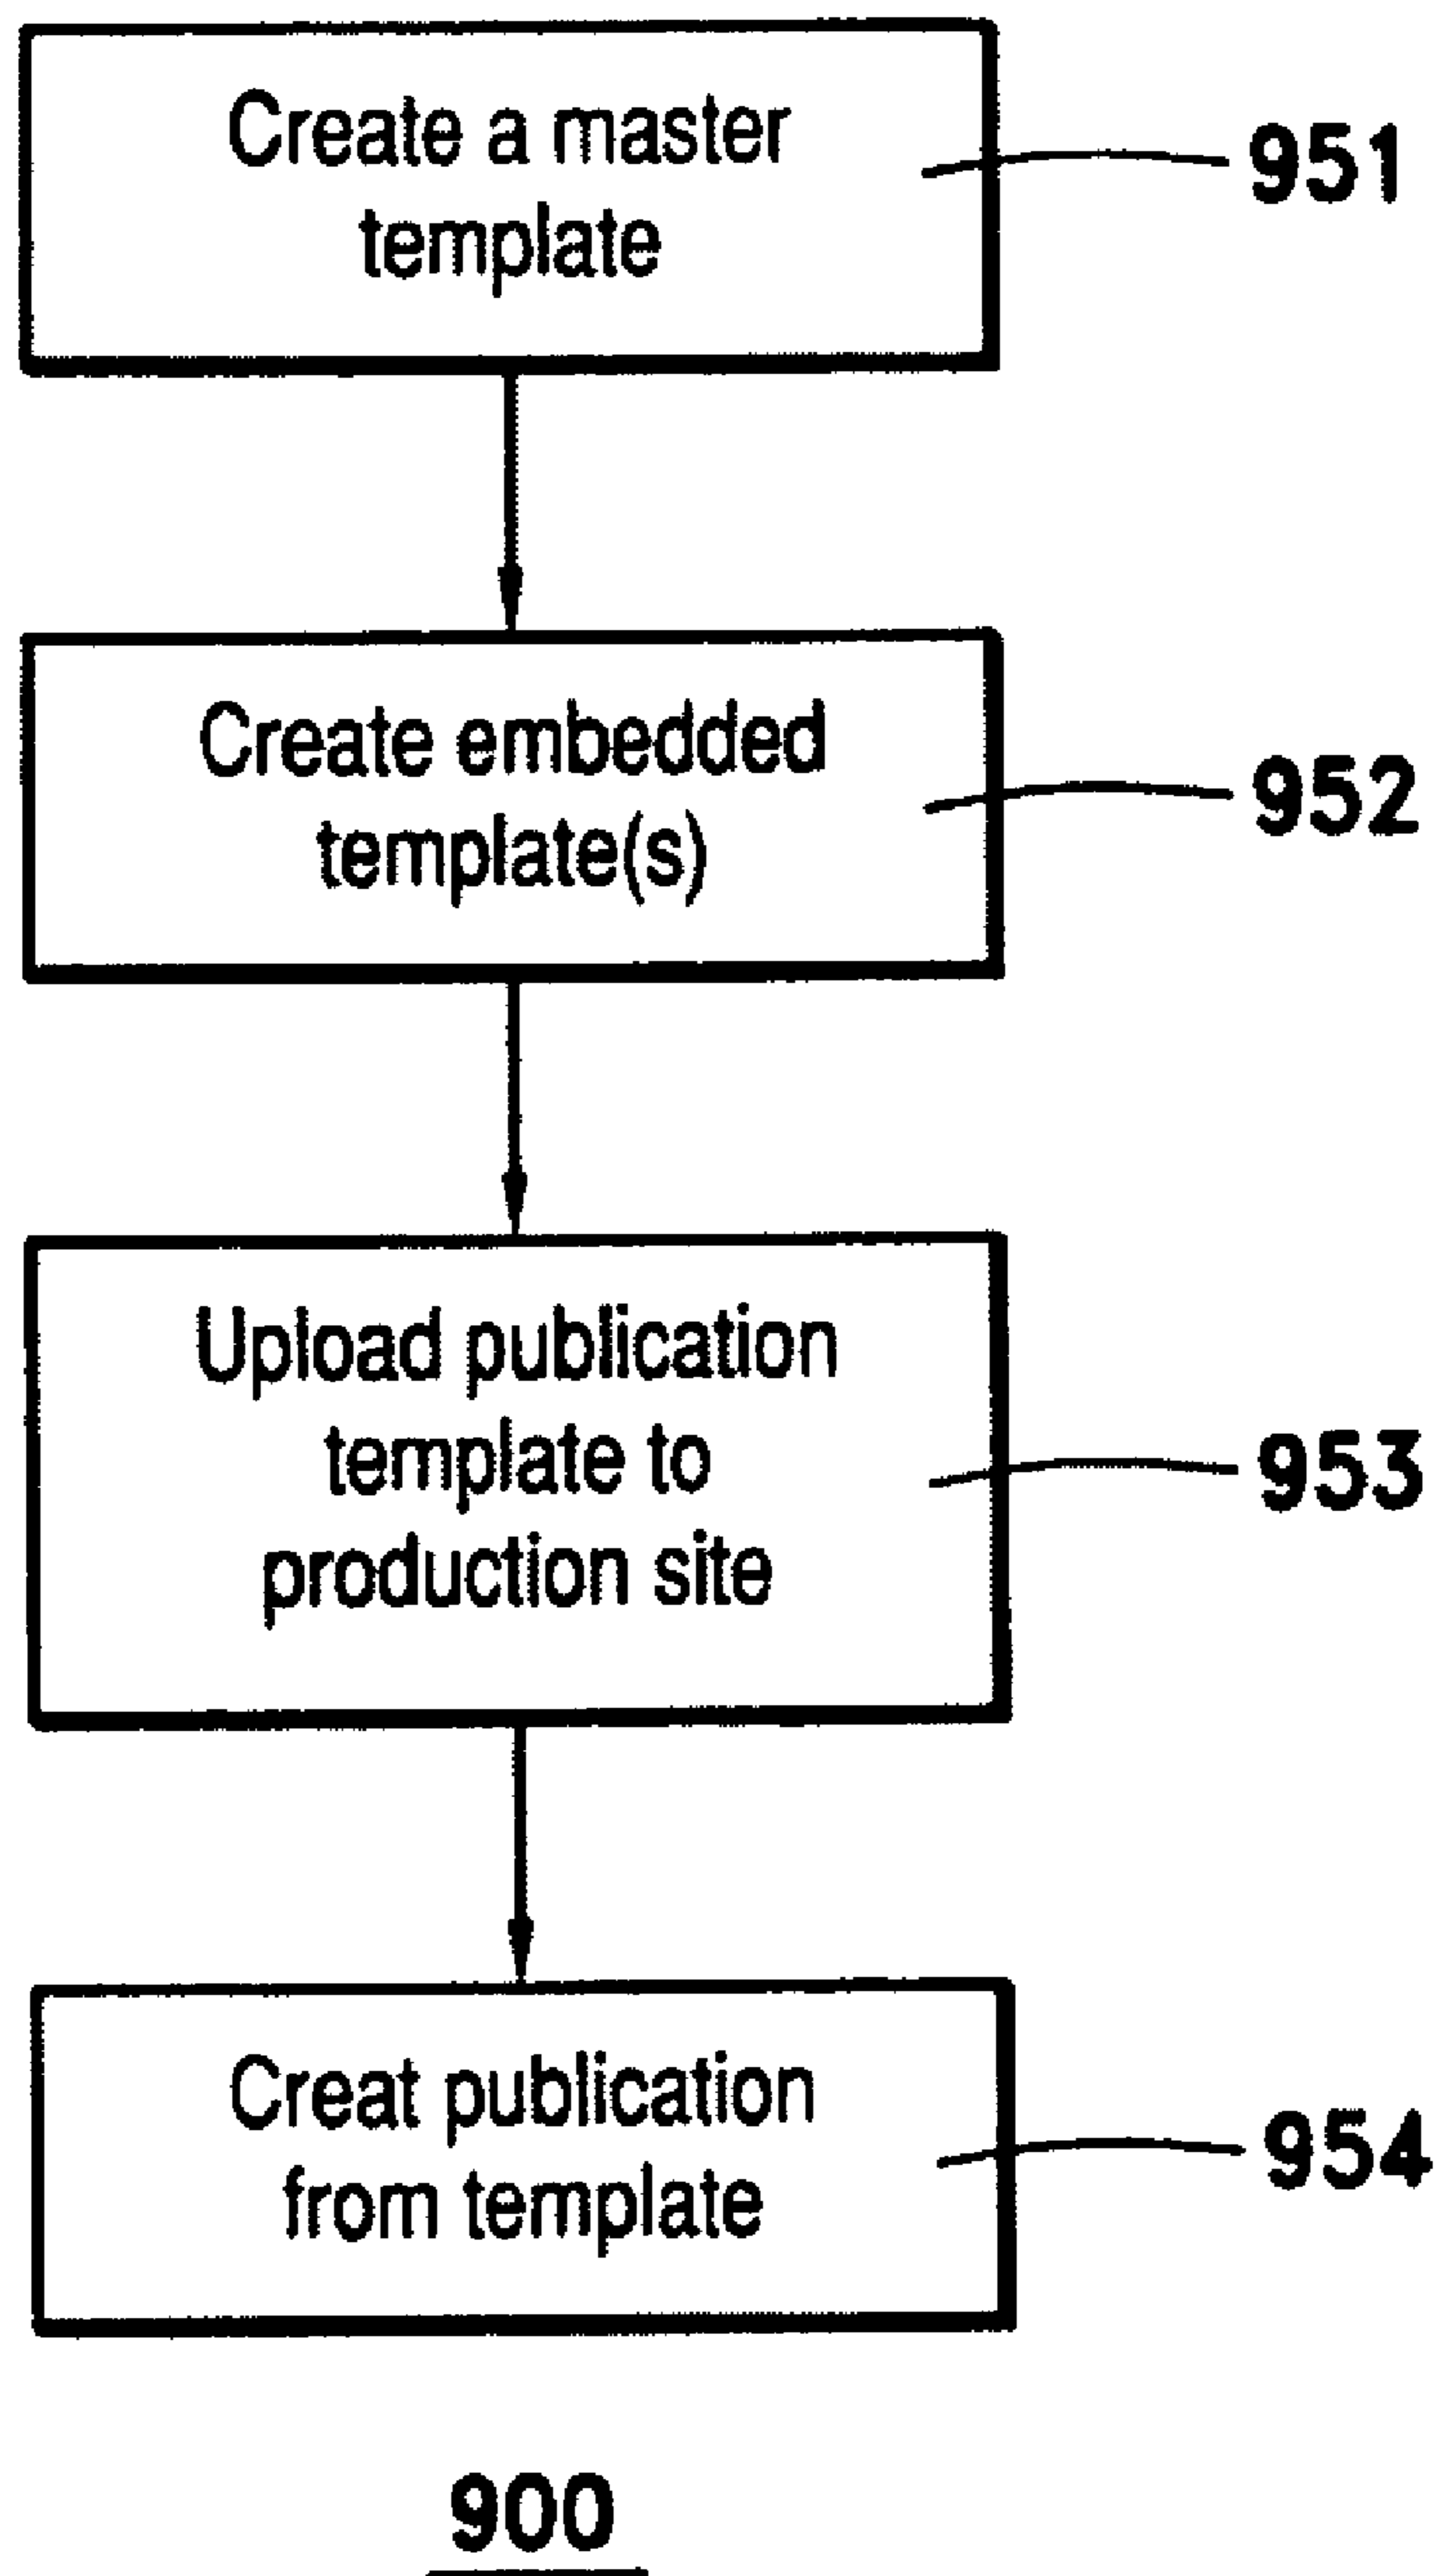 Create a master
template
951
Create embedded
template(s)
952
Upload publication
template to
production site
953
Creat publication
from template
954
900